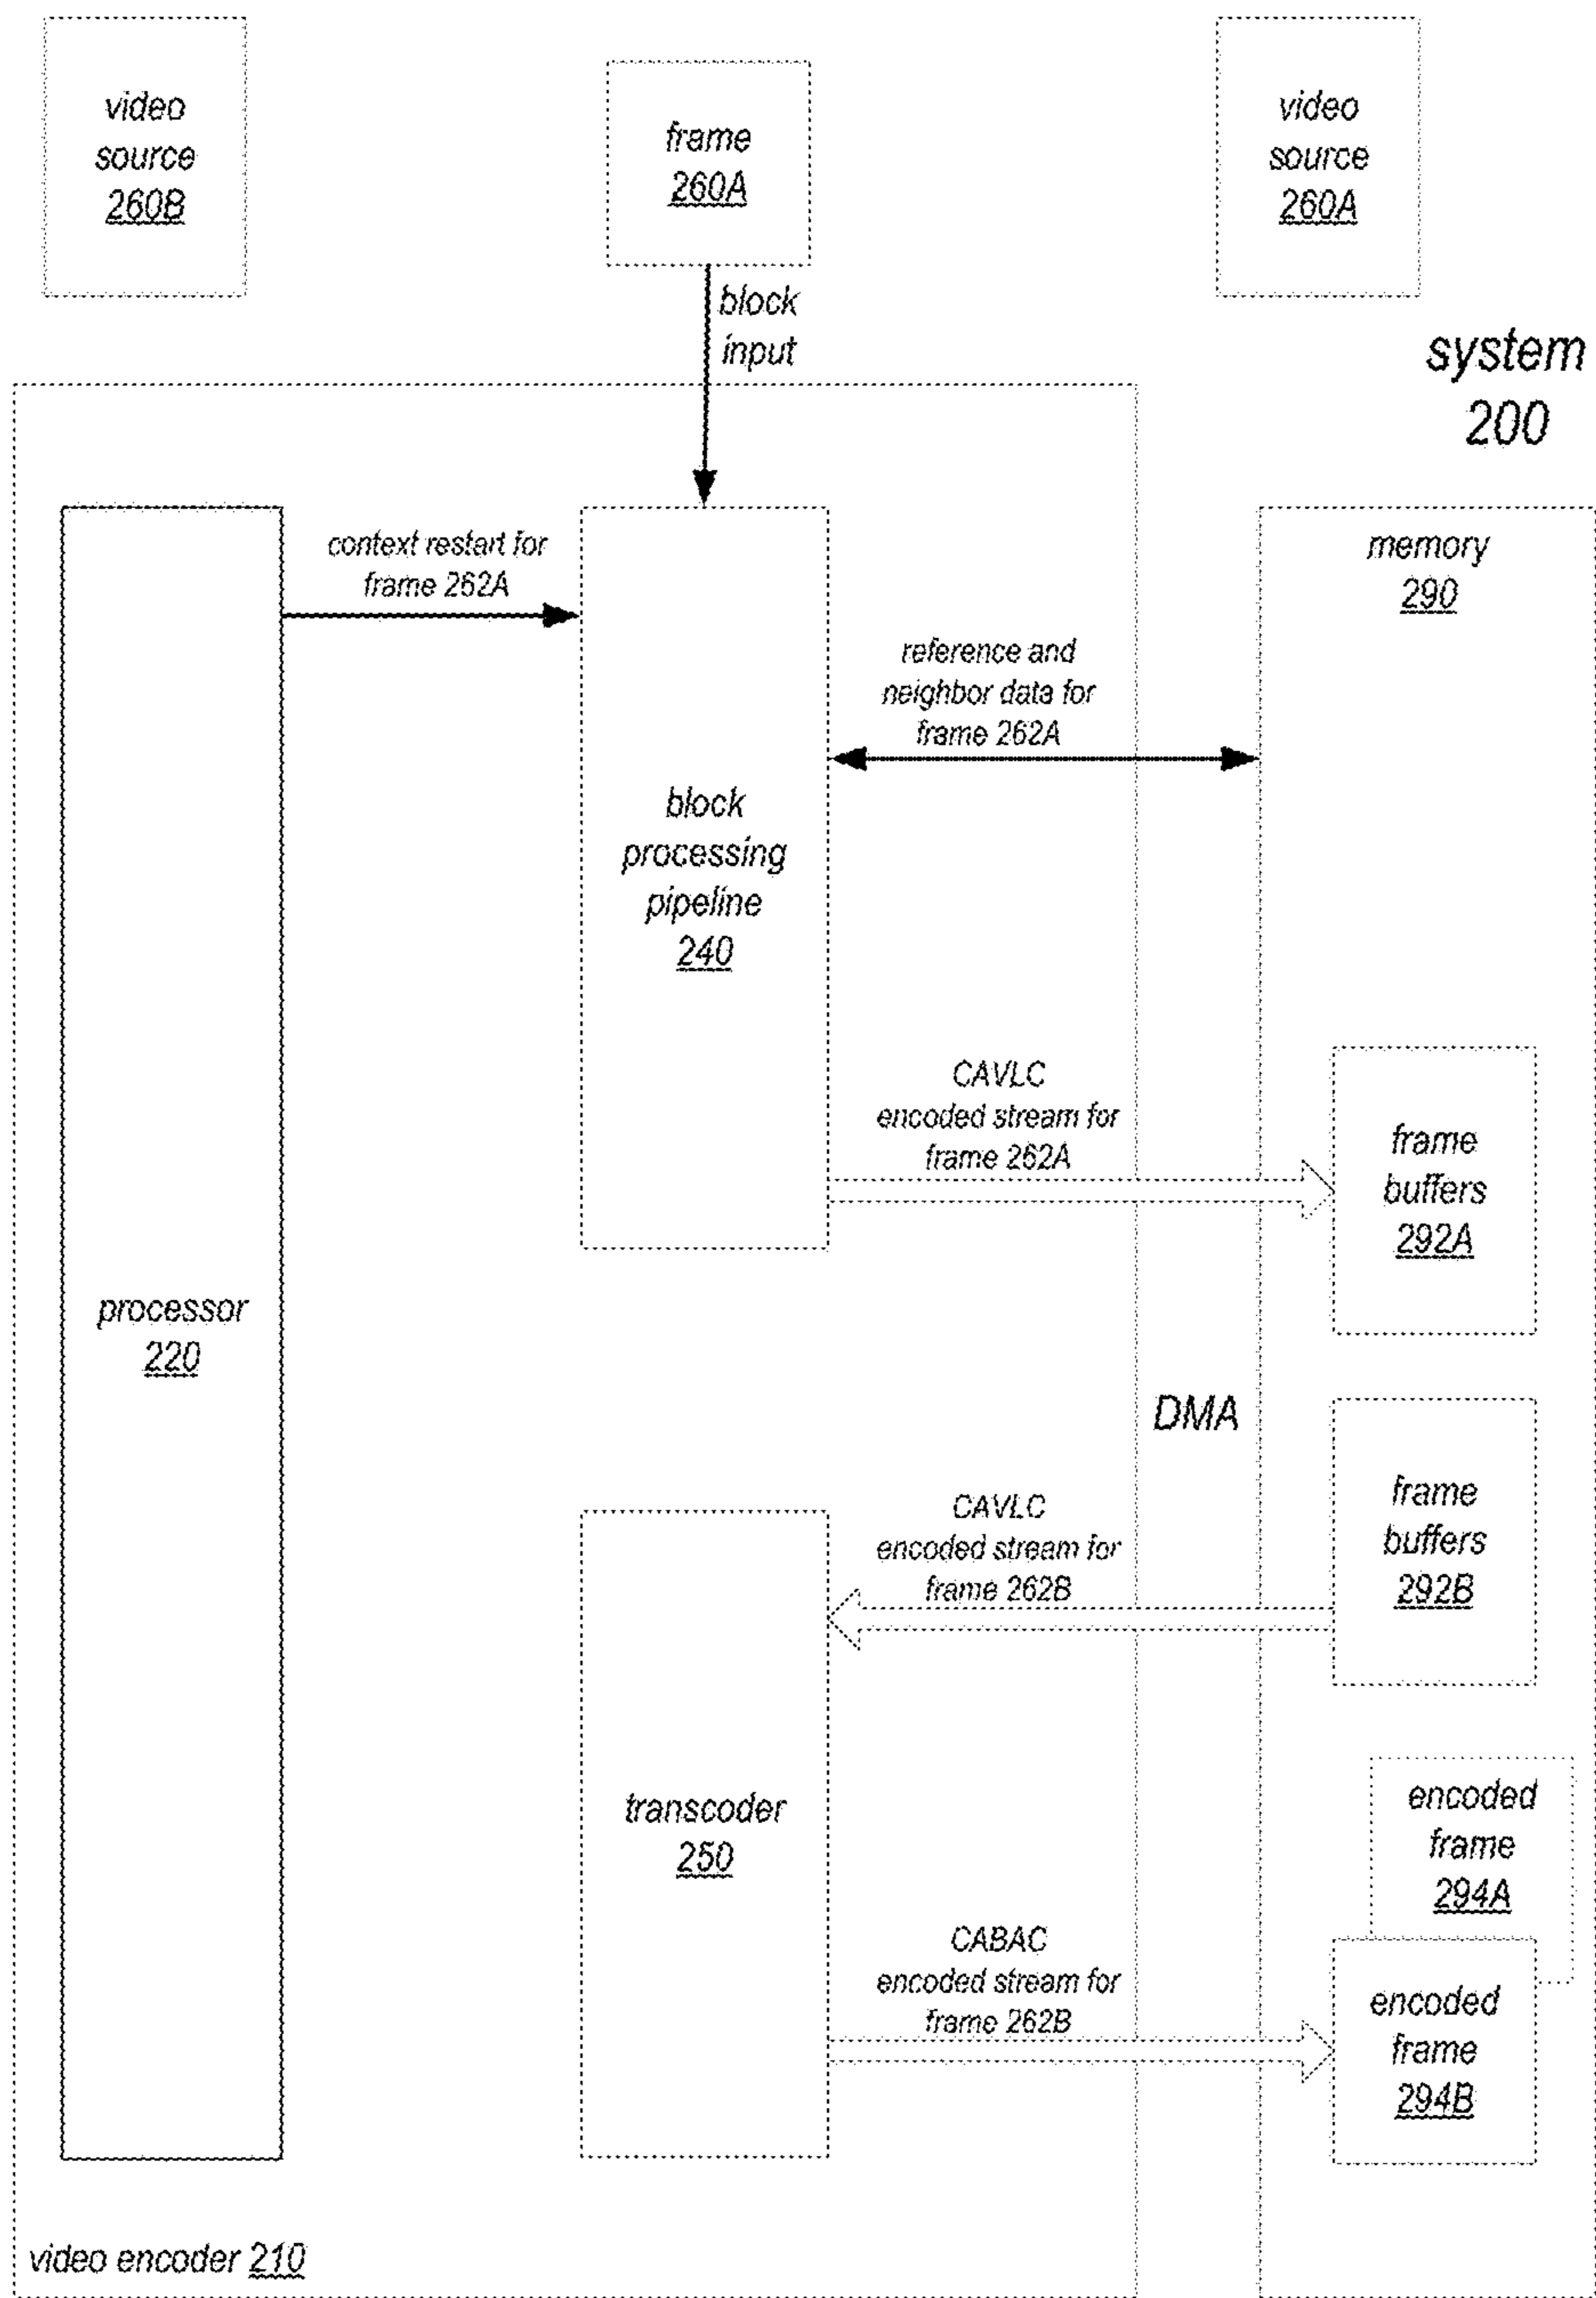 video
source
260B
frame
260A
video
source
260A
block
input
system
200
context restart for
frame 262A
memory
290
reference and
neighbor data for
frame 262A
block
processing
pipeline
240
CAVLC
encoded stream for
frame 262A
frame
buffers
292A
processor
220
DMA
CAVLC
encoded stream for
frame 262B
frame
buffers
292B
transcoder
250
encoded
frame
294A
CABAC
encoded stream for
frame 262B
encoded
frame
294B
video encoder 210